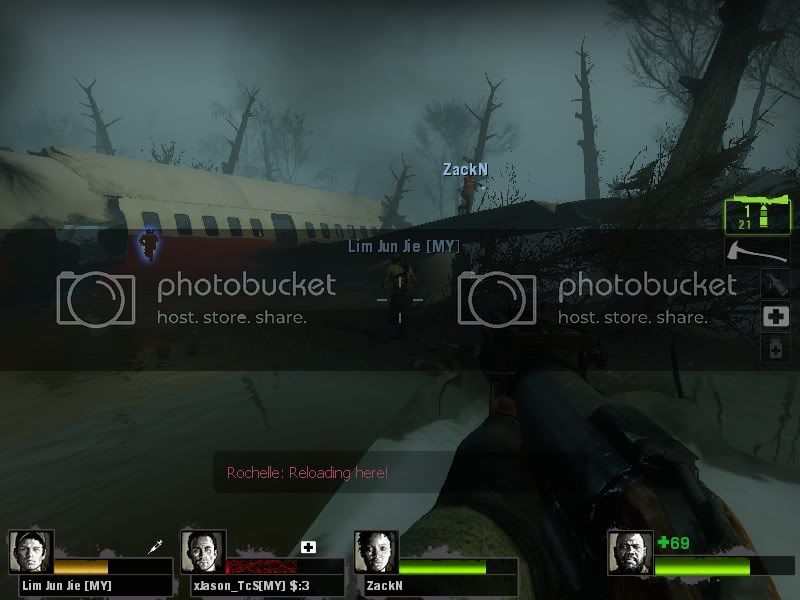 ZackN
1
21
Lim Jun Jie [MY]
photobucket
host. store. share.
photobucket
host. store. share.
Rochelle: Reloading here!
+69
Lim Jun Jie [MY]
xJason_TcS[MY] $:3
ZackN